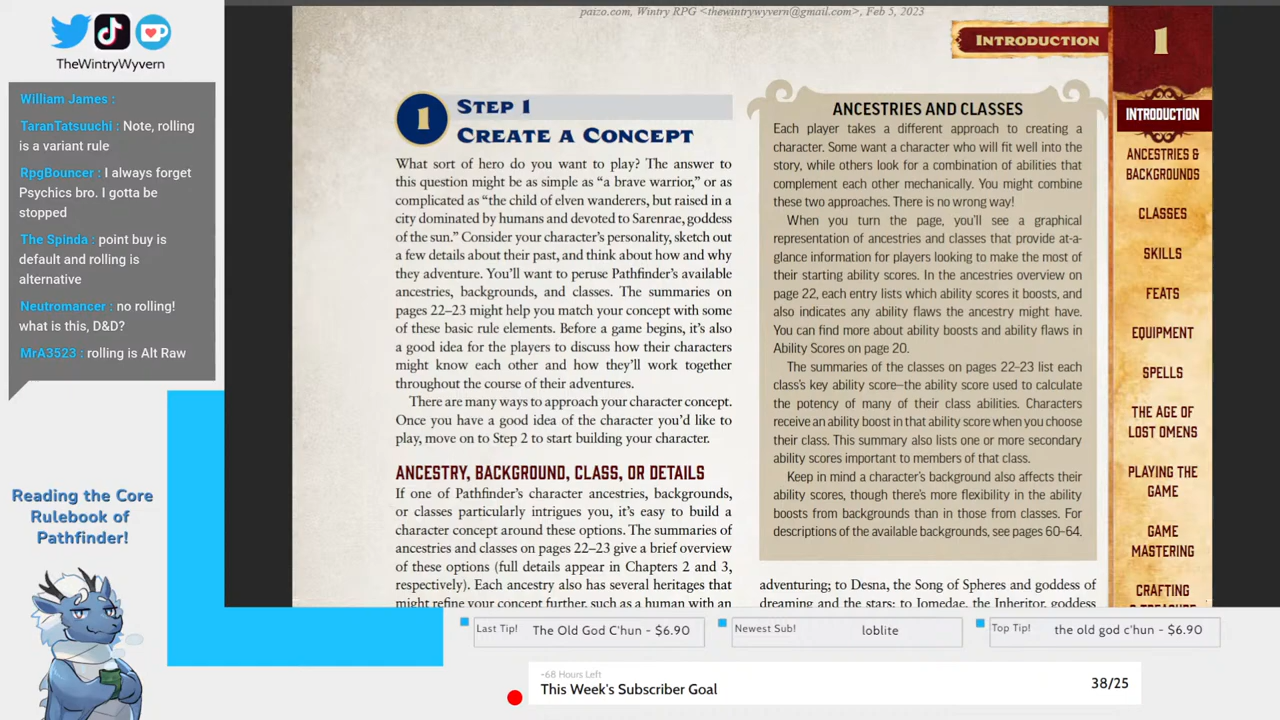 paizo.com, Wintry RPG <thewintrywyvern@gmail.com>, Feb 5, 2023
TheWintryWyvern
William James :
TaranTatsuuchi : Note, rolling
is a variant rule
RpgBouncer : I always forget
Psychics bro. I gotta be
stopped
The Spinda : point buy is
default and rolling is
alternative
Neutromancer : no rolling!
what is this, D&D?
MrA3523 : rolling is Alt Raw
Reading the Core
Rulebook of
Pathfinder!
1
STEP 1
CREATE A CONCEPT
What sort of hero do you want to play? The answer to
this question might be as simple as “a brave warrior,” or as
complicated as “the child of elven wanderers, but raised in a
city dominated by humans and devoted to Sarenrae, goddess
of the sun.” Consider your character’s personality, sketch out
a few details about their past, and think about how and why
they adventure. You’ll want to peruse Pathfinder’s available
ancestries, backgrounds, and classes. The summaries on
pages 22–23 might help you match your concept with some
of these basic rule elements. Before a game begins, it’s also
a good idea for the players to discuss how their characters
might know each other and how they’ll work together
throughout the course of their adventures.
There are many ways to approach your character concept.
Once you have a good idea of the character you’d like to
play, move on to Step 2 to start building your character.
ANCESTRY, BACKGROUND, CLASS, OR DETAILS
If one of Pathfinder’s character ancestries, backgrounds,
or classes particularly intrigues you, it’s easy to build a
character concept around these options. The summaries of
ancestries and classes on pages 22–23 give a brief overview
of these options (full details appear in Chapters 2 and 3,
respectively). Each ancestry also has several heritages that
might refine your concept further, such as a human with an
INTRODUCTION
ANCESTRIES AND CLASSES
Each player takes a different approach to creating a
character. Some want a character who will fit well into the
story, while others look for a combination of abilities that
complement each other mechanically. You might combine
these two approaches. There is no wrong way!
When you turn the page, you’ll see a graphical
representation of ancestries and classes that provide at-a-
glance information for players looking to make the most of
their starting ability scores. In the ancestries overview on
page 22, each entry lists which ability scores it boosts, and
also indicates any ability flaws the ancestry might have.
You can find more about ability boosts and ability flaws in
Ability Scores on page 20.
The summaries of the classes on pages 22–23 list each
class’s key ability score—the ability score used to calculate
the potency of many of their class abilities. Characters
receive an ability boost in that ability score when you choose
their class. This summary also lists one or more secondary
ability scores important to members of that class.
Keep in mind a character’s background also affects their
ability scores, though there’s more flexibility in the ability
boosts from backgrounds than in those from classes. For
descriptions of the available backgrounds, see pages 60–64.
adventuring; to Desna, the Song of Spheres and goddess of
dreaming and the stars; to Iomedae, the Inheritor, goddess
1
INTRODUCTION
ANCESTRIES &
BACKGROUNDS
CLASSES
SKILLS
FEATS
EQUIPMENT
SPELLS
THE AGE OF
LOST OMENS
PLAYING THE
GAME
GAME
MASTERING
CRAFTING
& TREASURE
Last Tip! The Old God C'hun - $6.90
Newest Sub! loblite
Top Tip! the old god c'hun - $6.90
-68 Hours Left
This Week's Subscriber Goal 38/25